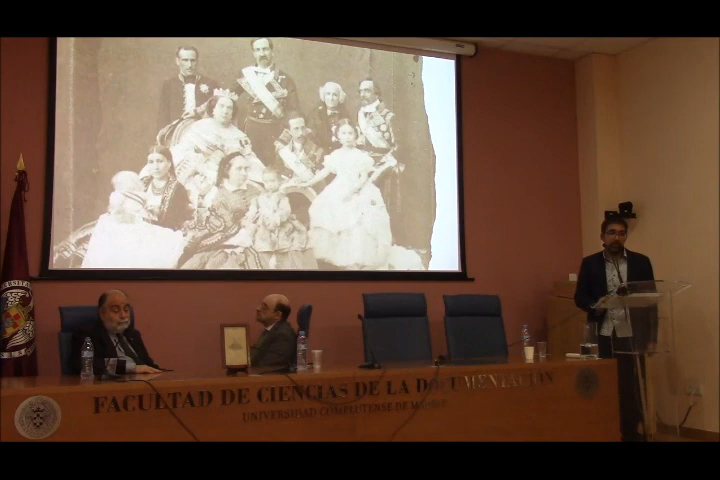 FACULTAD DE CIENCIAS DE LA DOCUMENTACIÓN
UNIVERSIDAD COMPLUTENSE DE MADRID